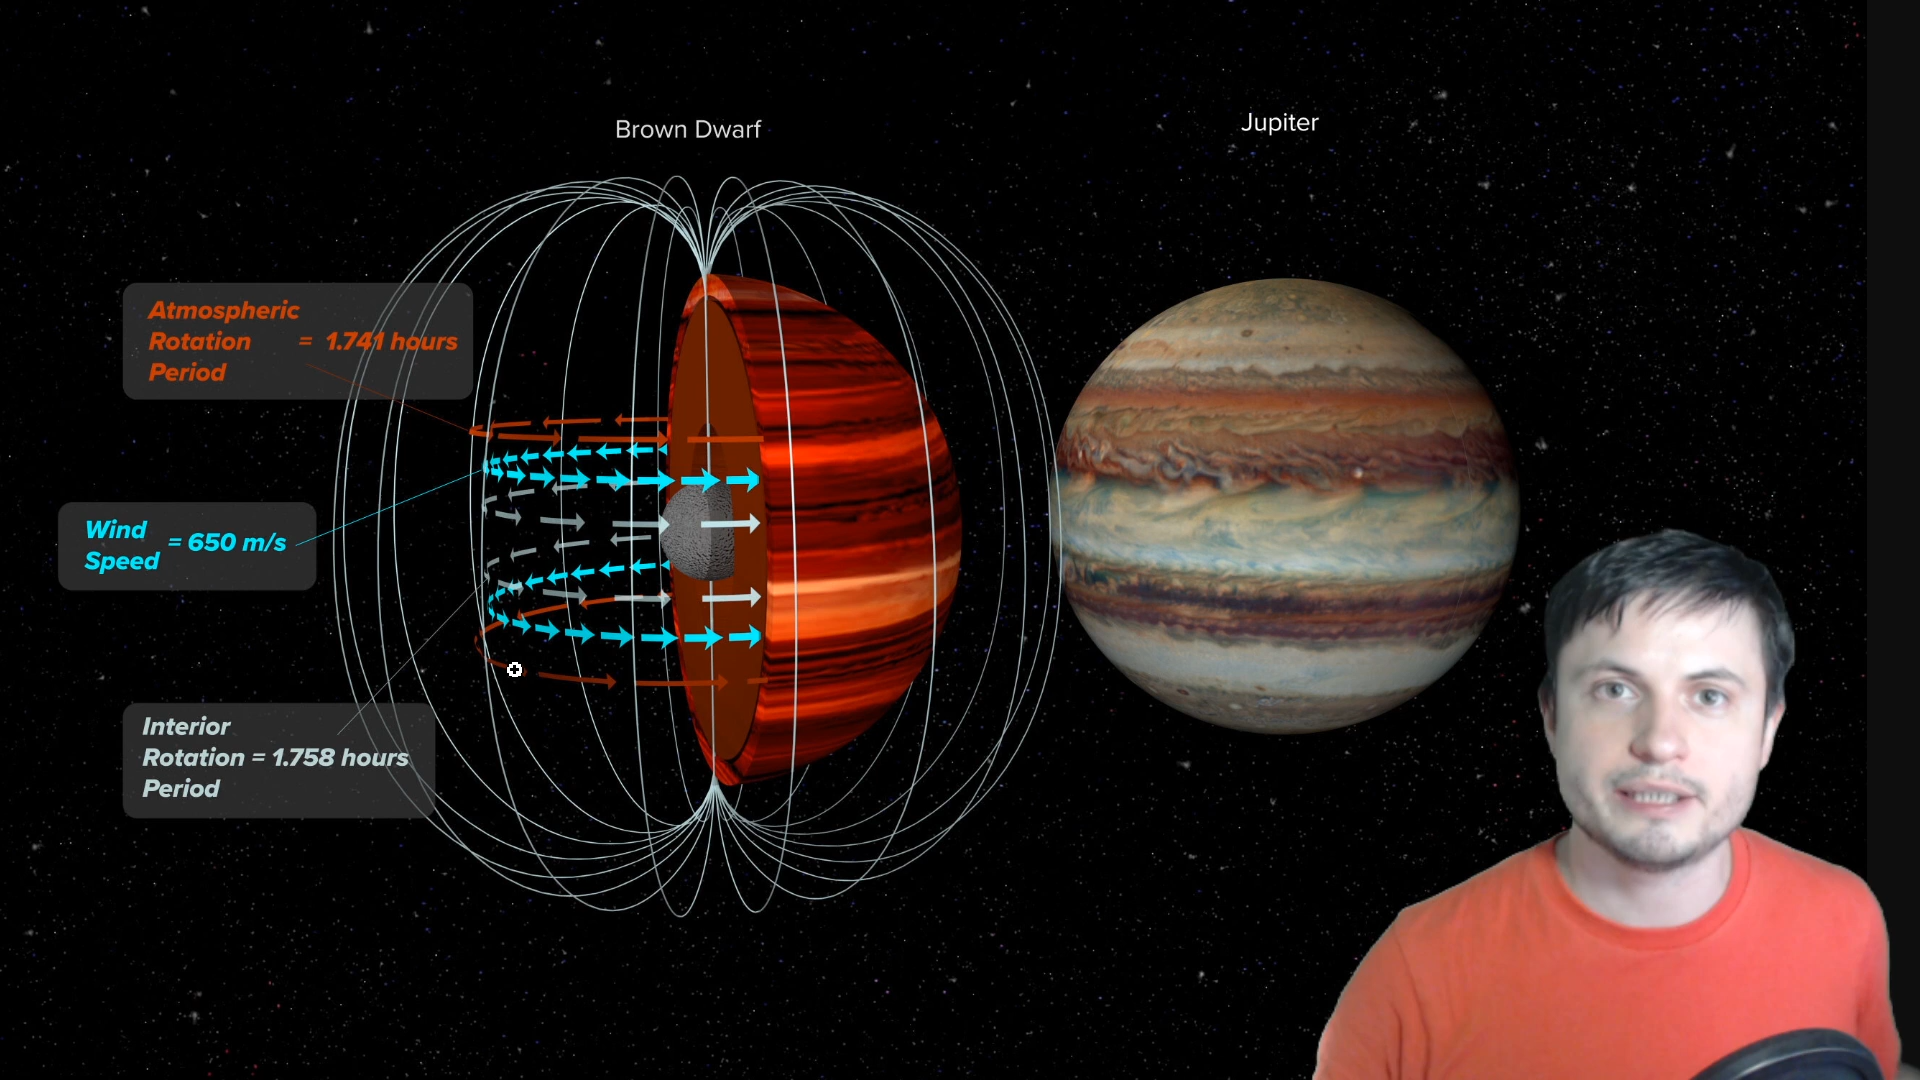 Brown Dwarf
Jupiter
Atmospheric
Rotation = 1.741 hours
Period
Wind
Speed = 650 m/s
Interior
Rotation = 1.758 hours
Period